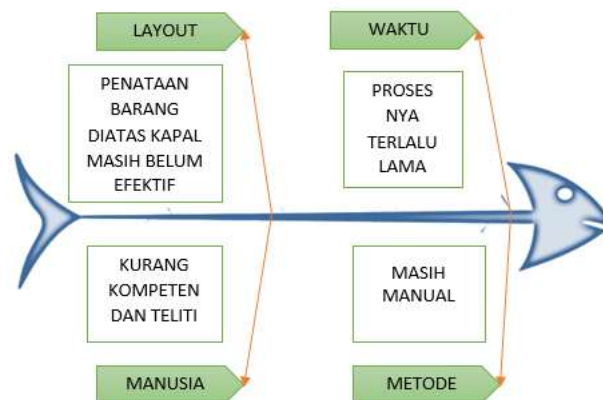 LAYOUT
WAKTU
PENATAAN
BARANG
DIATAS KAPAL
MASIH BELUM
EFEKTIF
PROSES
NYA
TERLALU
LAMA
KURANG
KOMPETEN
DAN TELITI
MASIH
MANUAL
MANUSIA
METODE